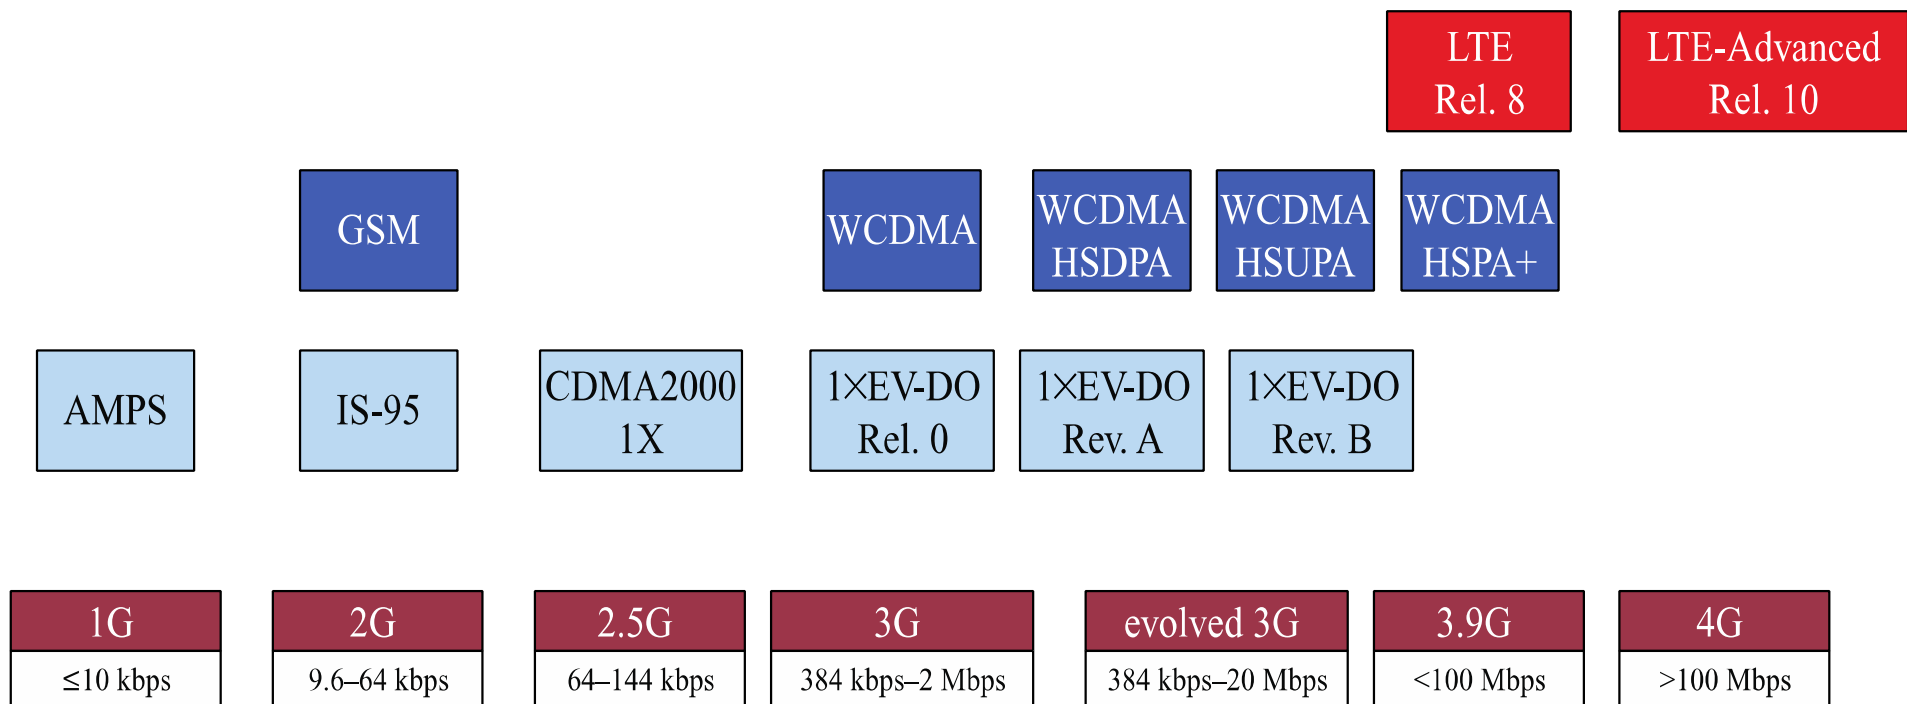 LTE
Rel. 8
LTE-Advanced
Rel. 10
GSM
WCDMA
WCDMA
HSDPA
WCDMA
HSUPA
WCDMA
HSPA+
AMPS
IS-95
CDMA2000
1X
1×EV-DO
Rel. 0
1×EV-DO
Rev. A
1×EV-DO
Rev. B
1G
≤10 kbps
2G
9.6–64 kbps
2.5G
64–144 kbps
3G
384 kbps–2 Mbps
evolved 3G
384 kbps–20 Mbps
3.9G
<100 Mbps
4G
>100 Mbps